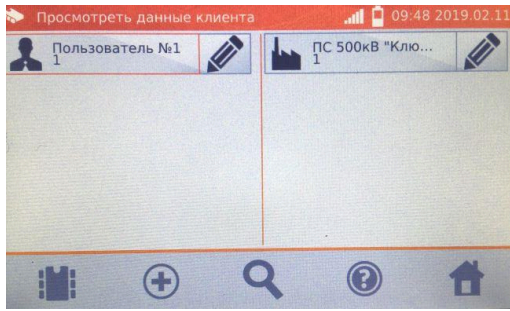 Просмотреть данные клиента
09:48 2019.02.11
Пользователь №1
1
ПС 500кВ "Клю...
1